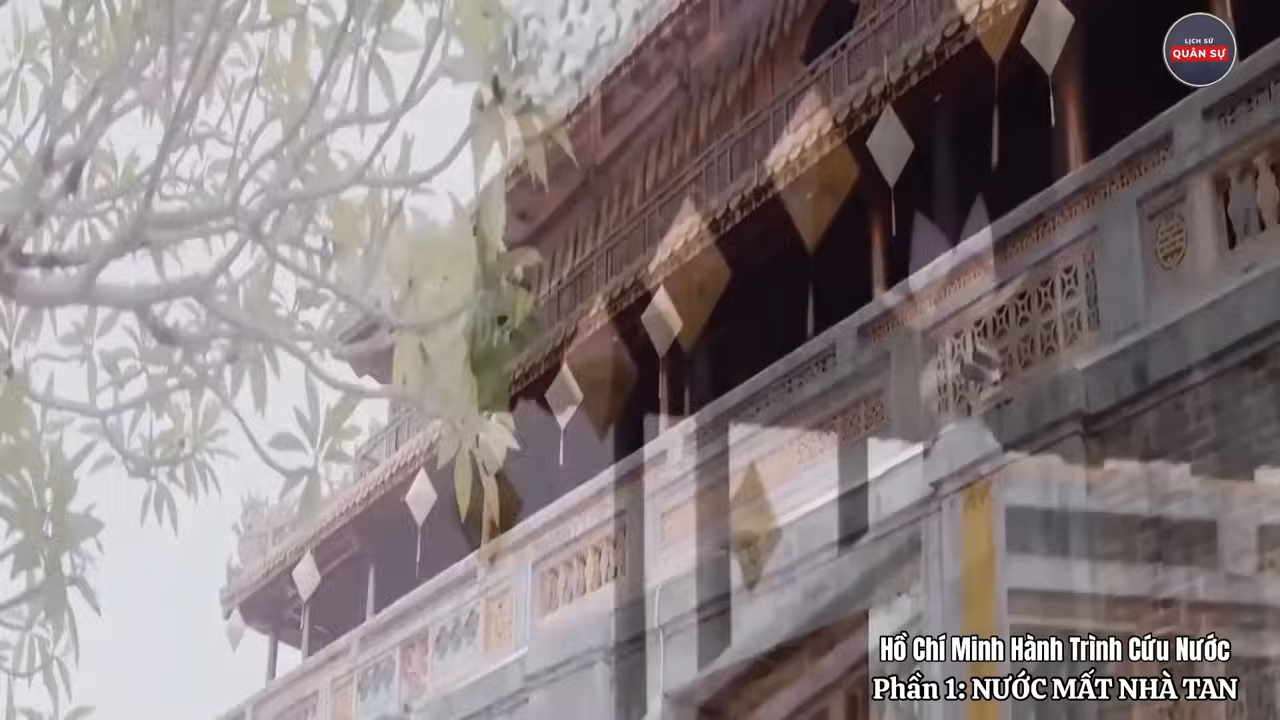 LỊCH SỬ
QUÂN SỰ
Hồ Chí Minh Hành Trình Cứu Nước
Phần 1: NƯỚC MẤT NHÀ TAN